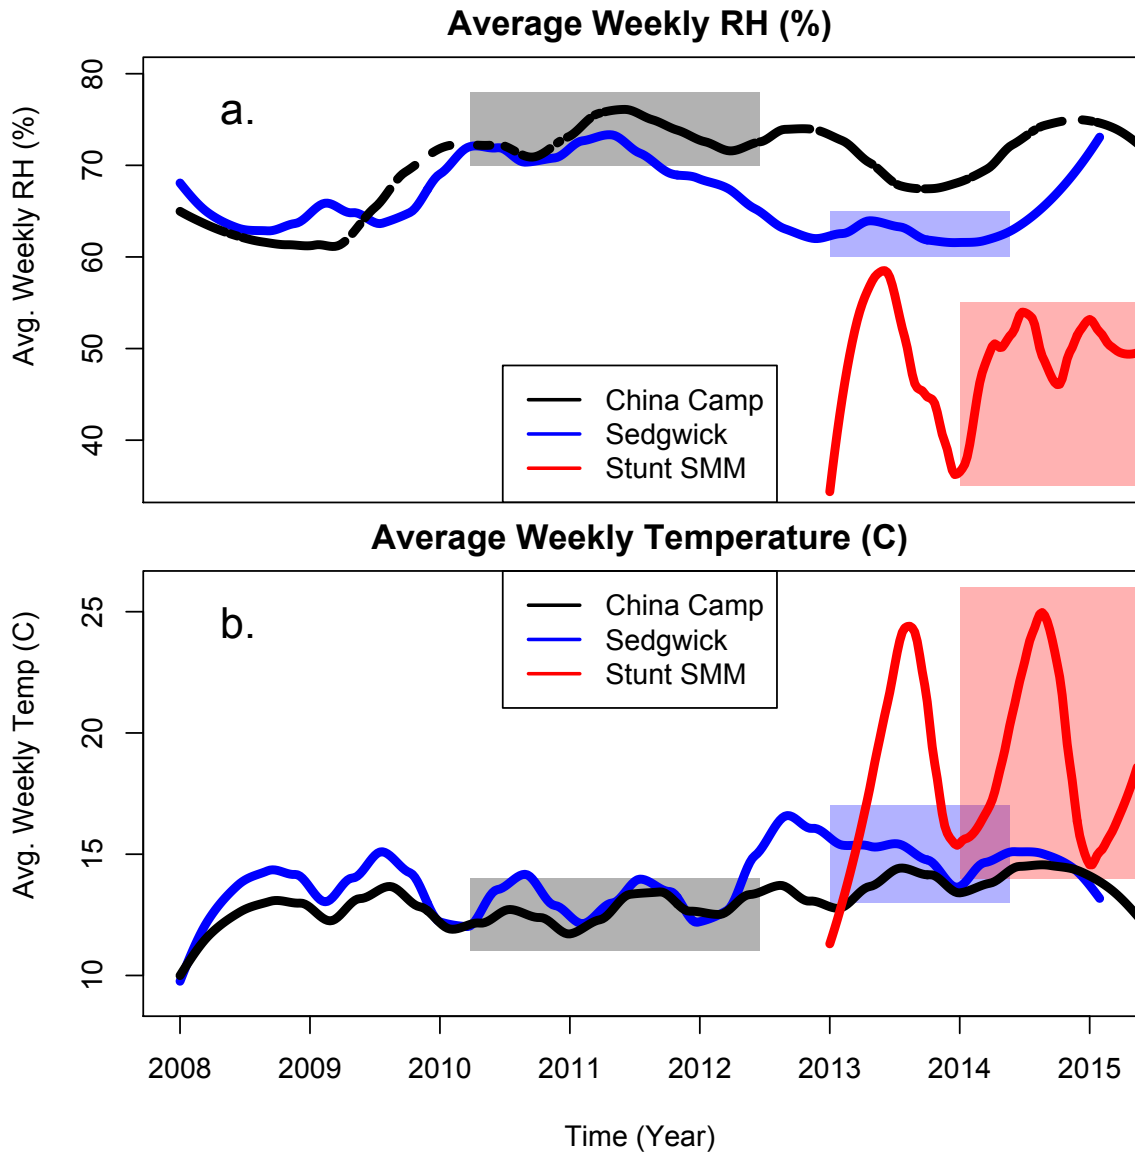 Average Weekly RH (%)
a.
Avg. Weekly RH (%)
80
70
60
50
40
China Camp
Sedgwick
Stunt SMM
Average Weekly Temperature (C)
b.
Avg. Weekly Temp (C)
25
20
15
10
China Camp
Sedgwick
Stunt SMM
2008 2009 2010 2011 2012 2013 2014 2015
Time (Year)